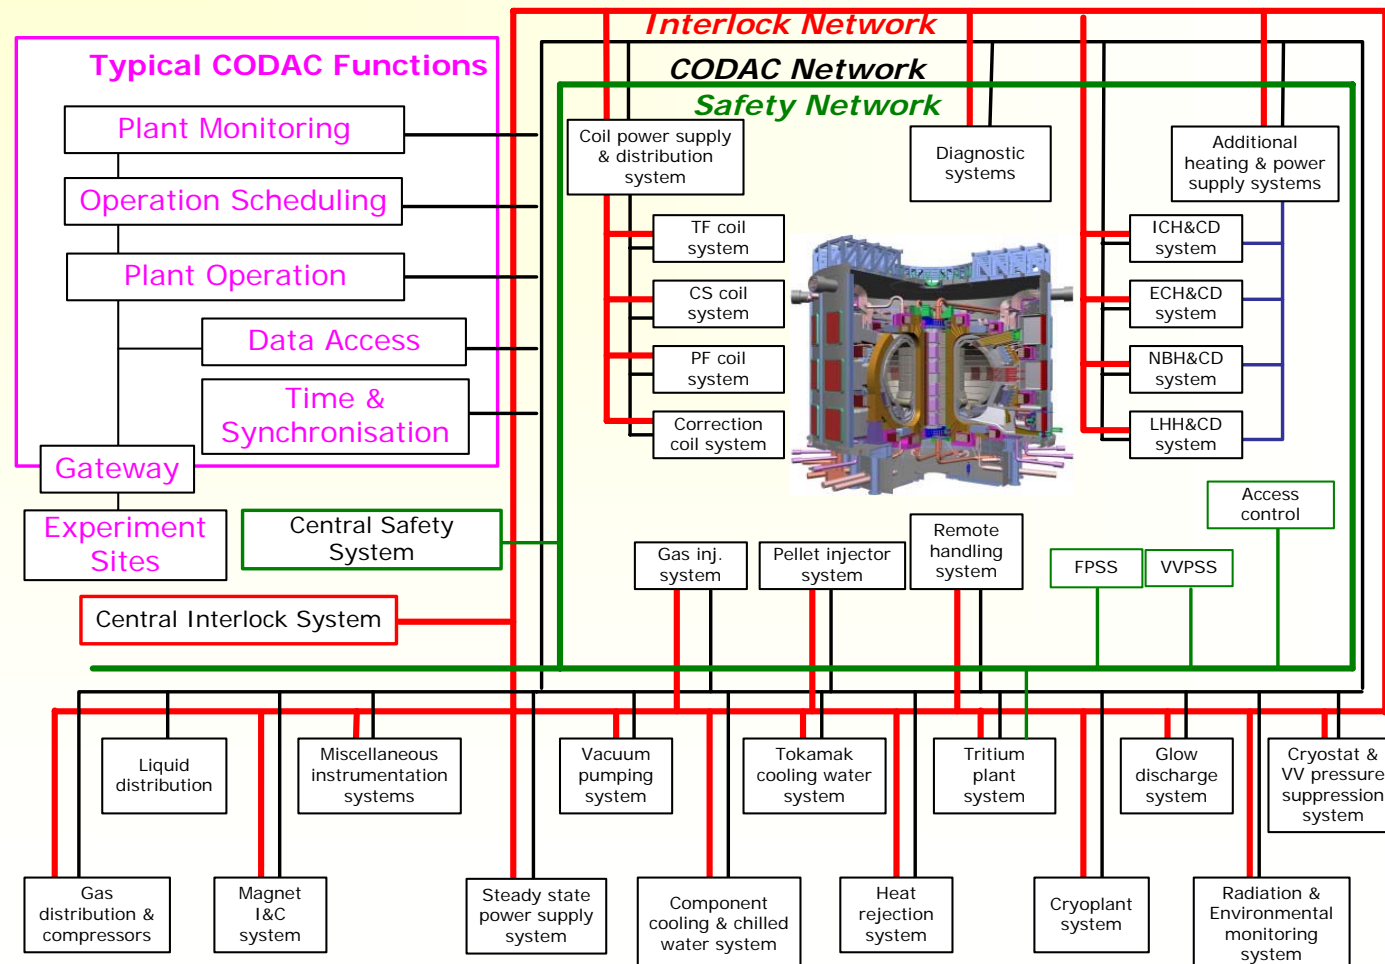 Interlock Network
CODAC Network
Safety Network
Typical CODAC Functions
Plant Monitoring
Operation Scheduling
Plant Operation
Data Access
Time &
Synchronisation
Gateway
Experiment
Sites
Central Safety
System
Central Interlock System
Coil power supply
& distribution
system
Diagnostic
systems
Additional
heating & power
supply systems
TF coil
system
CS coil
system
PF coil
system
Correction
coil system
ICH&CD
system
ECH&CD
system
NBH&CD
system
LHH&CD
system
Gas inj.
system
Pellet injector
system
Remote
handling
system
FPSS
VVPSS
Access
control
Liquid
distribution
Miscellaneous
instrumentation
systems
Vacuum
pumping
system
Tokamak
cooling water
system
Tritium
plant
system
Glow
discharge
system
Cryostat &
VV pressure
suppression
system
Gas
distribution &
compressors
Magnet
I&C
system
Steady state
power supply
system
Component
cooling & chilled
water system
Heat
rejection
system
Cryoplant
system
Radiation &
Environmental
monitoring
system